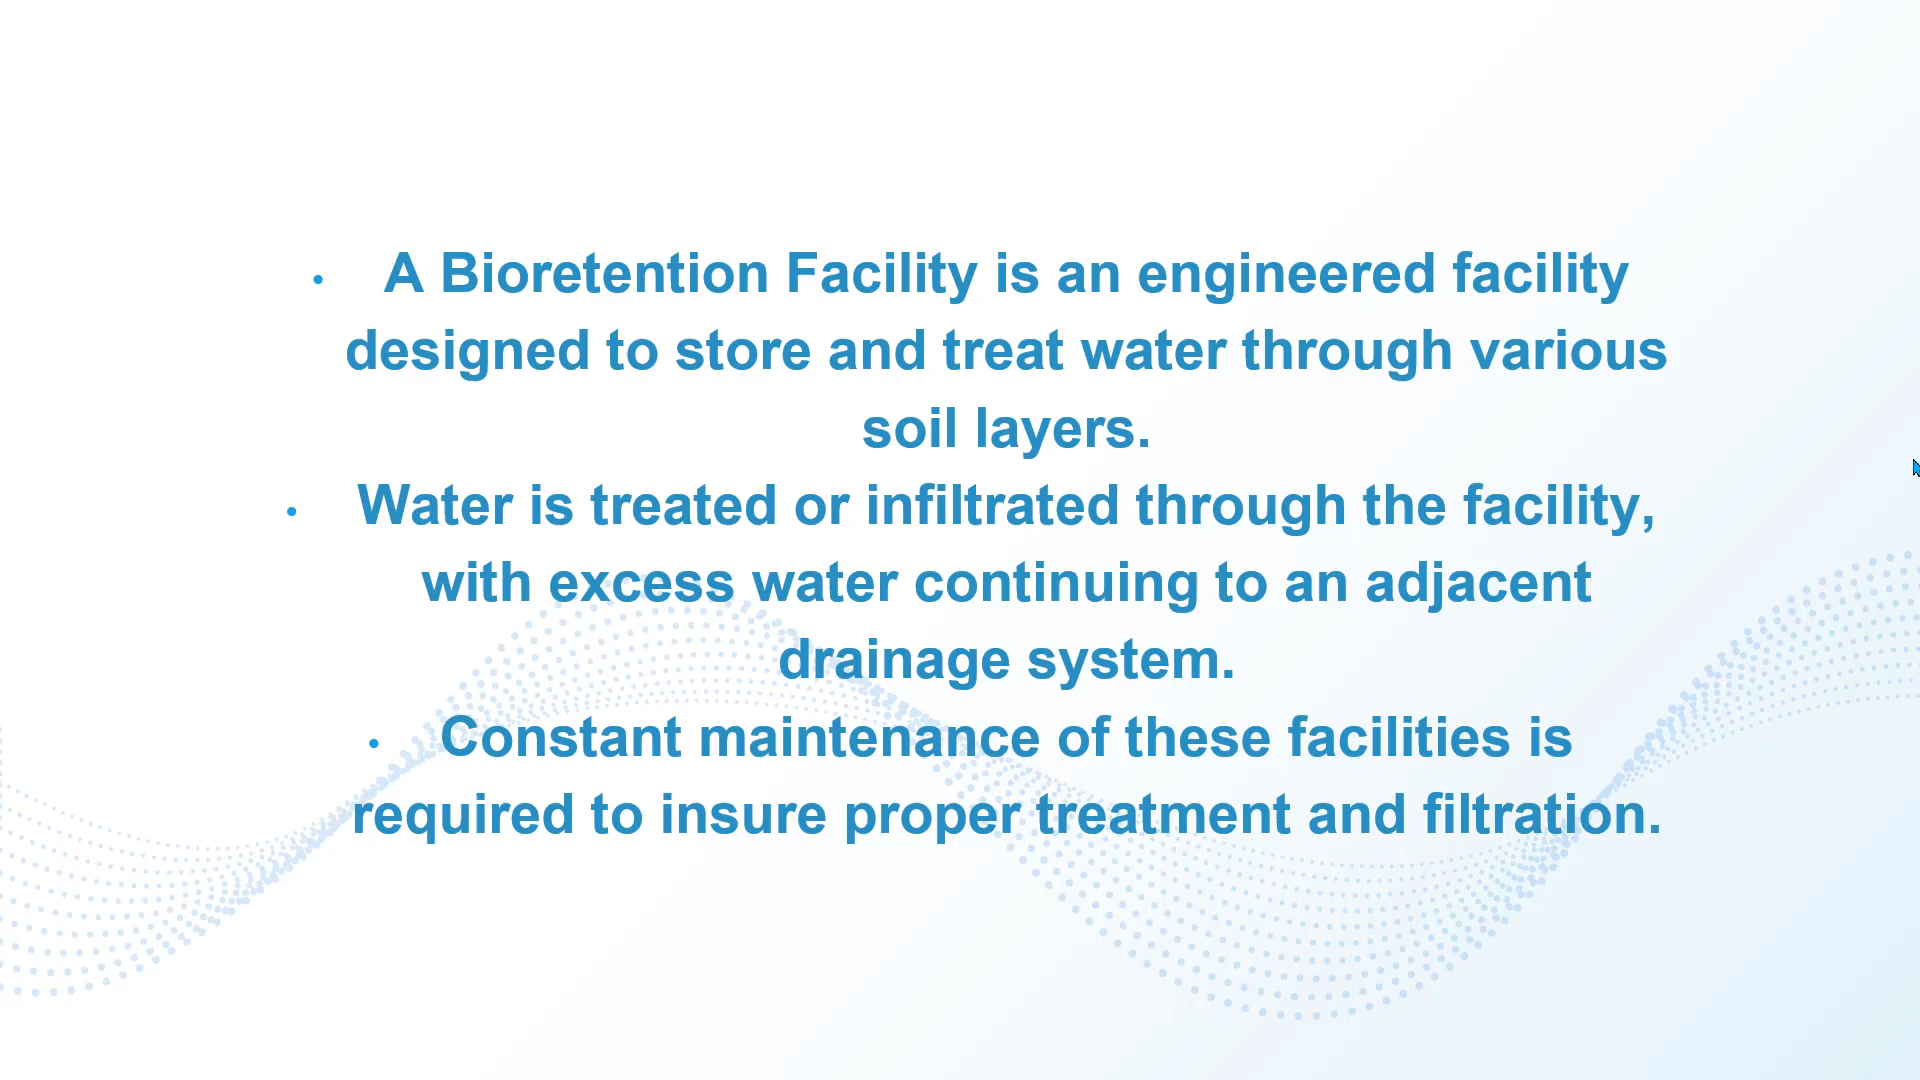 • A Bioretention Facility is an engineered facility
designed to store and treat water through various
soil layers.
• Water is treated or infiltrated through the facility,
with excess water continuing to an adjacent
drainage system.
• Constant maintenance of these facilities is
required to insure proper treatment and filtration.